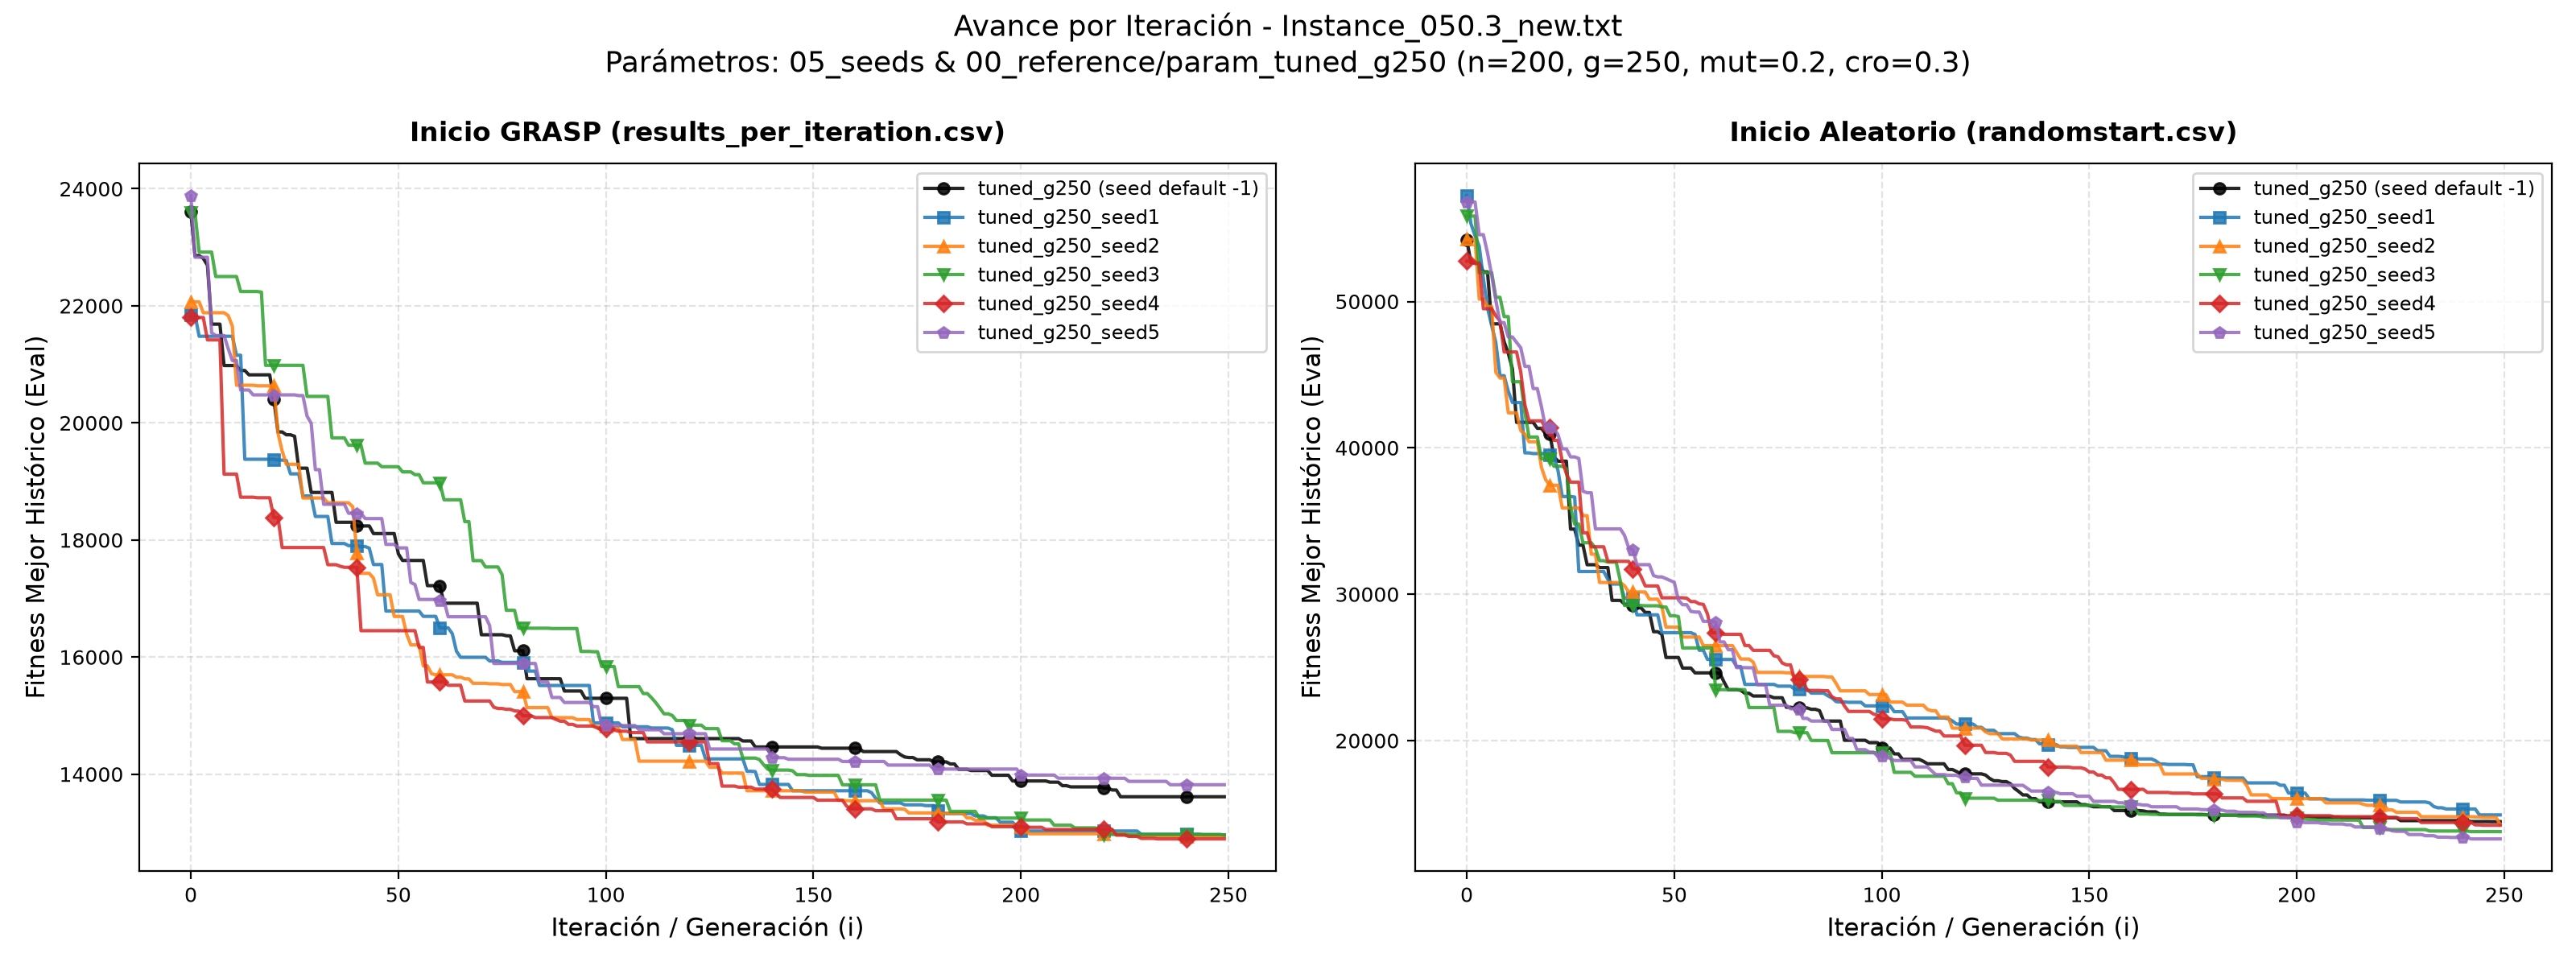 Avance por Iteración - Instance_050.3_new.txt
Parámetros: 05_seeds & 00_reference/param_tuned_g250 (n=200, g=250, mut=0.2, cro=0.3)
Inicio GRASP (results_per_iteration.csv)
24000
22000
20000
18000
16000
14000
Fitness Mejor Histórico (Eval)
0
50
100
150
200
250
Iteración / Generación (i)
tuned_g250 (seed default -1)
tuned_g250_seed1
tuned_g250_seed2
tuned_g250_seed3
tuned_g250_seed4
tuned_g250_seed5
Inicio Aleatorio (randomstart.csv)
50000
40000
30000
20000
Fitness Mejor Histórico (Eval)
0
50
100
150
200
250
Iteración / Generación (i)
tuned_g250 (seed default -1)
tuned_g250_seed1
tuned_g250_seed2
tuned_g250_seed3
tuned_g250_seed4
tuned_g250_seed5